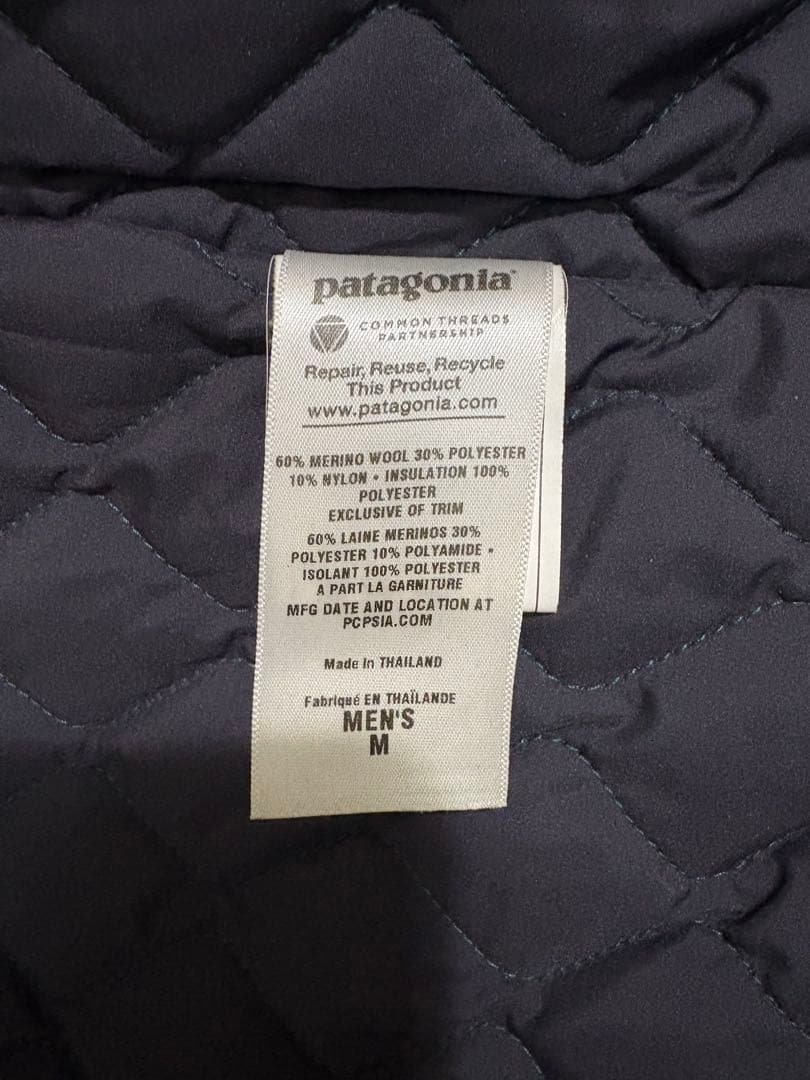 patagonia®
COMMON THREADS
PARTNERSHIP
Repair, Reuse, Recycle
This Product
www.patagonia.com
60% MERINO WOOL 30% POLYESTER
10% NYLON • INSULATION 100%
POLYESTER
EXCLUSIVE OF TRIM
60% LAINE MERINOS 30%
POLYESTER 10% POLYAMIDE •
ISOLANT 100% POLYESTER
A PART LA GARNITURE
MFG DATE AND LOCATION AT
PCPSIA.COM
Made in THAILAND
Fabriqué EN THAÏLANDE
MEN'S
M